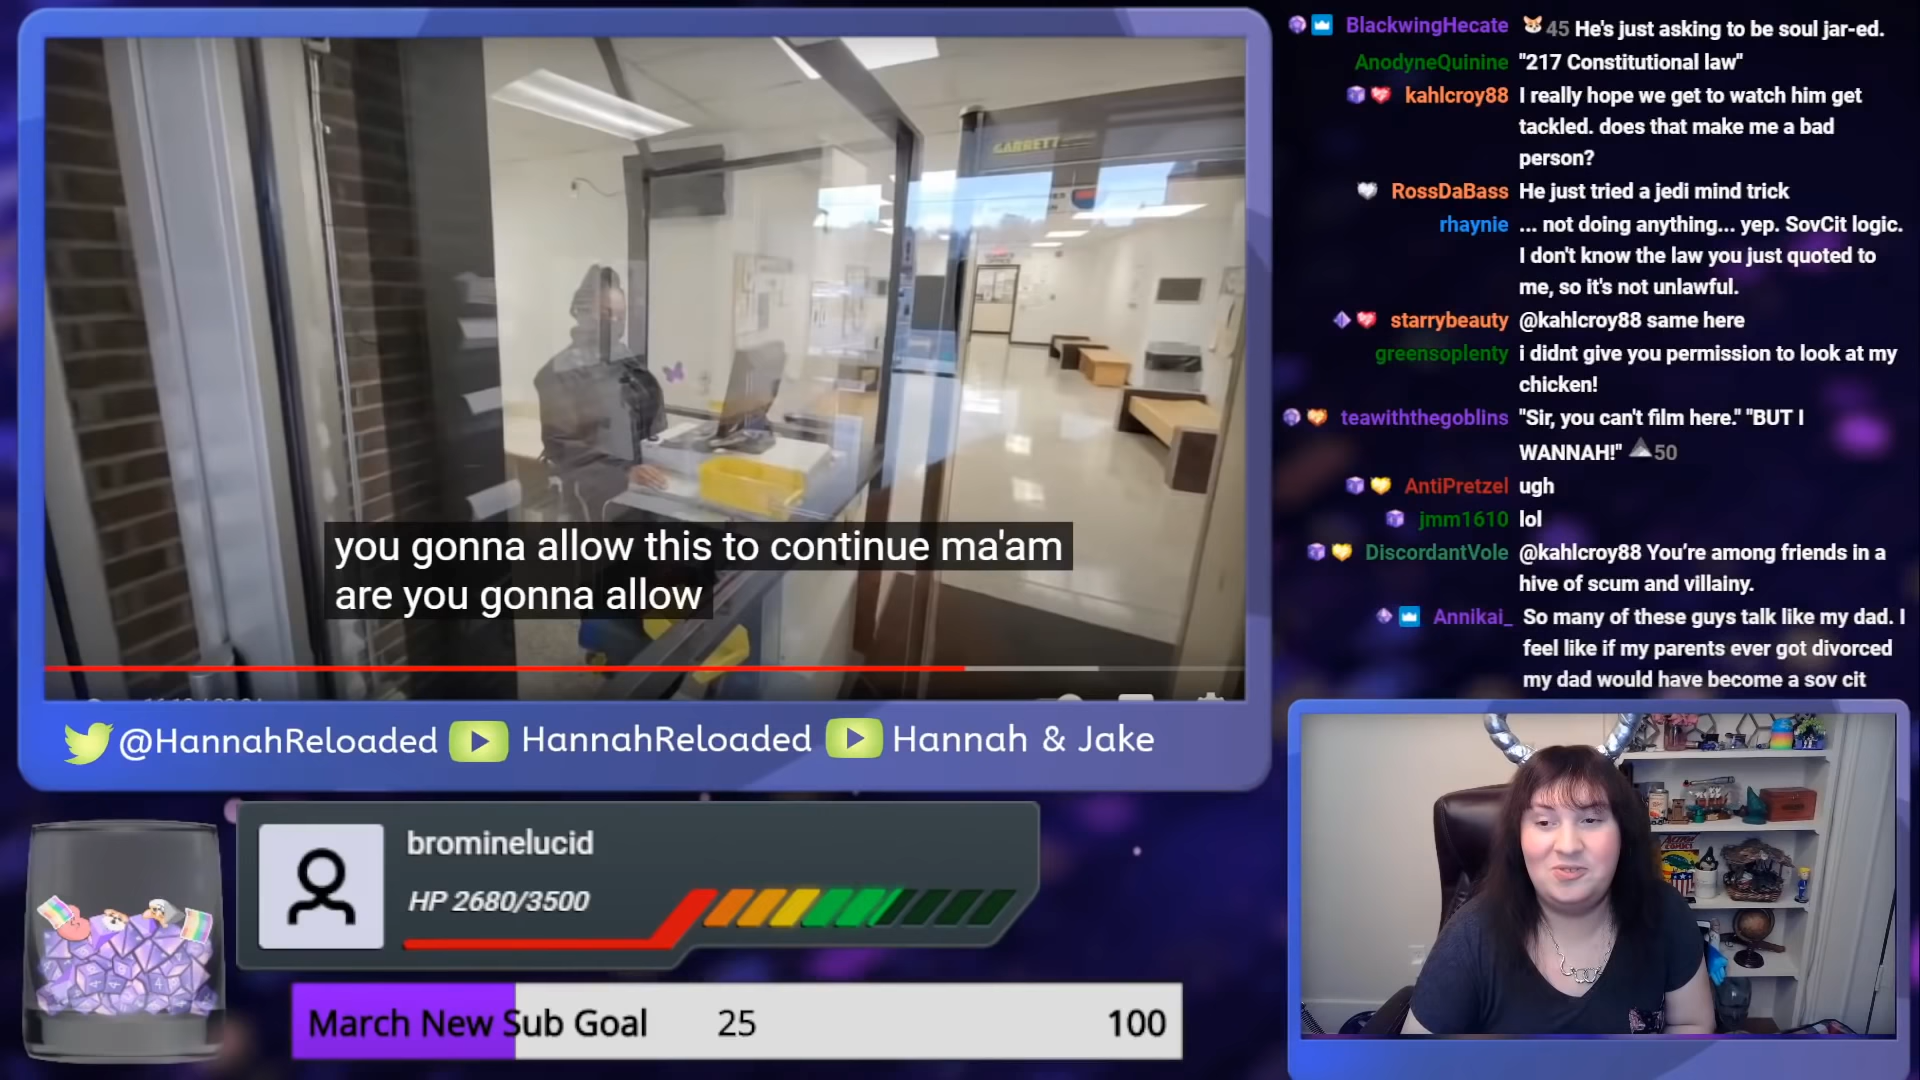 GARRETT
you gonna allow this to continue ma'am
are you gonna allow
@HannahReloaded HannahReloaded Hannah & Jake
brominelucid
HP 2680/3500
March New Sub Goal 25 100
BlackwingHecate 45 He's just asking to be soul jar-ed.
AnodyneQuinine "217 Constitutional law"
kahlcroy88 I really hope we get to watch him get
tackled. does that make me a bad
person?
RossDaBass He just tried a jedi mind trick
rhaynie ... not doing anything... yep. SovCit logic.
I don't know the law you just quoted to
me, so it's not unlawful.
starrybeauty @kahlcroy88 same here
greensoplenty i didnt give you permission to look at my
chicken!
teawiththegoblins "Sir, you can't film here." "BUT I
WANNAH!" 50
AntiPretzel ugh
jmm1610 lol
DiscordantVole @kahlcroy88 You’re among friends in a
hive of scum and villainy.
Annikai_ So many of these guys talk like my dad. I
feel like if my parents ever got divorced
my dad would have become a sov cit